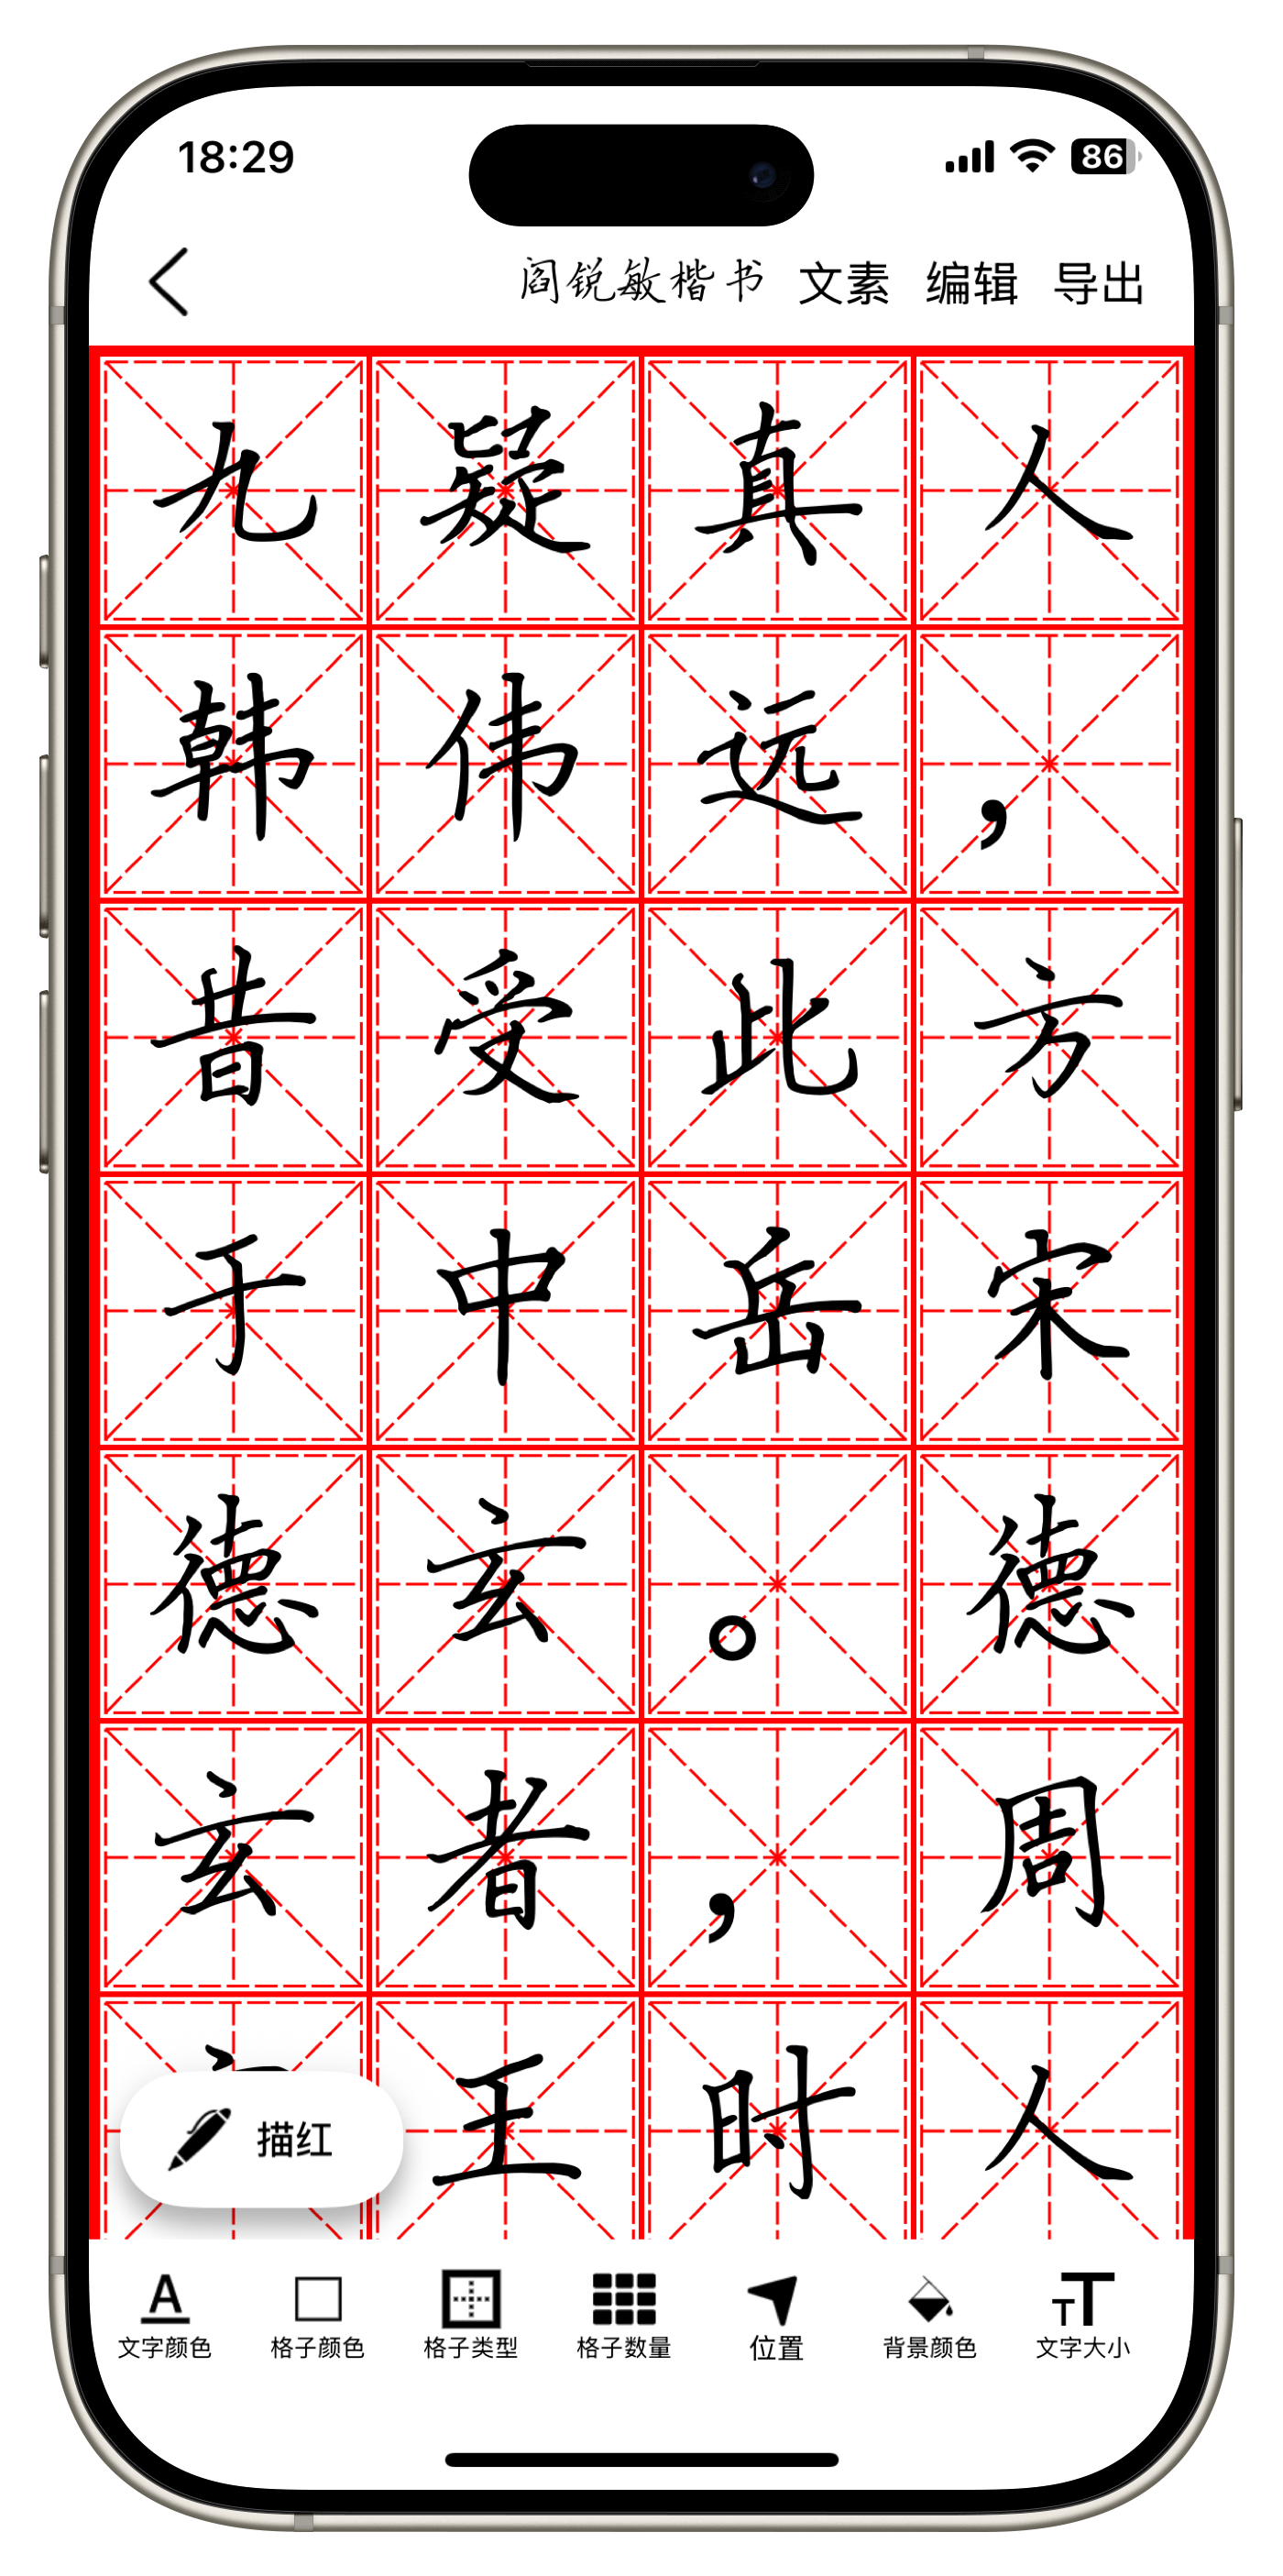 18:29
86
阎锐敏楷书 文素 编辑 导出
九疑真人
韩伟远，
昔受此方
于中岳宋
德玄。德
玄者，周
王时人
描红
文字颜色 格子颜色 格子类型 格子数量 位置 背景颜色 文字大小